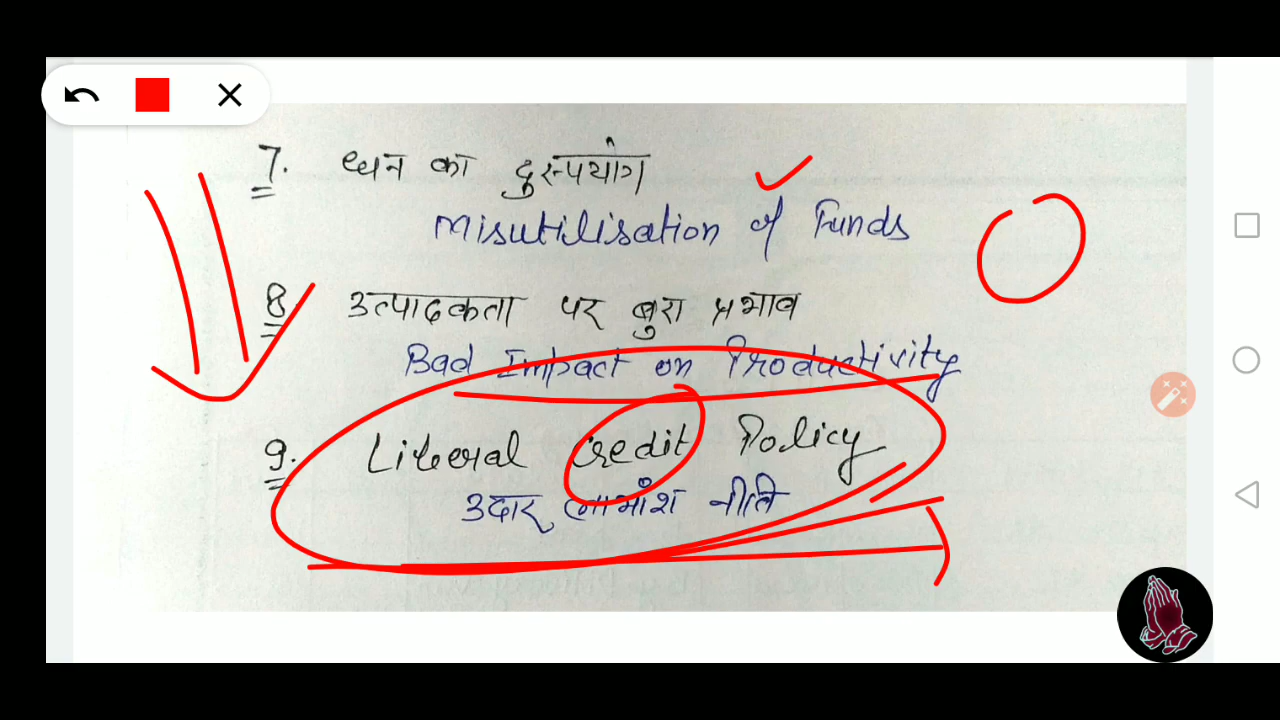 7. धन का दुरूपयोग
Misutilisation of Funds
8. उत्पादकता पर बुरा प्रभाव
Bad Impact on Productivity
9. Liberal Credit Policy
उदार लाभांश नीति